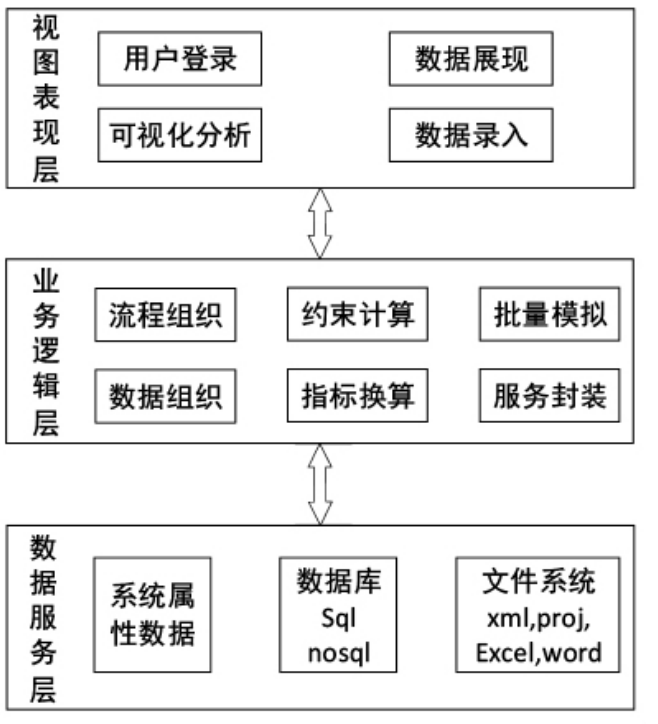 视图表现层
用户登录
数据展现
可视化分析
数据录入
业务逻辑层
流程组织
约束计算
批量模拟
数据组织
指标换算
服务封装
数据服务层
系统属
性数据
数据库
Sql
nosql
文件系统
xml,proj,
Excel,word